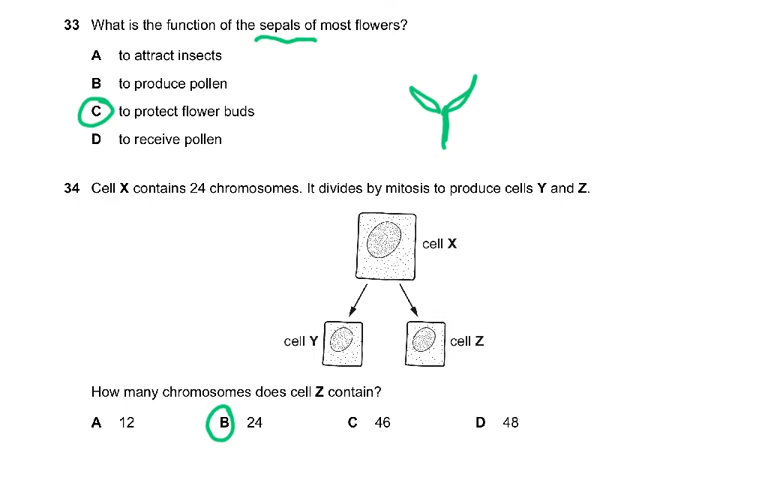 33 What is the function of the sepals of most flowers?
A to attract insects
B to produce pollen
C to protect flower buds
D to receive pollen
34 Cell X contains 24 chromosomes. It divides by mitosis to produce cells Y and Z.
cell X
cell Y cell Z
How many chromosomes does cell Z contain?
A 12 B 24 C 46 D 48